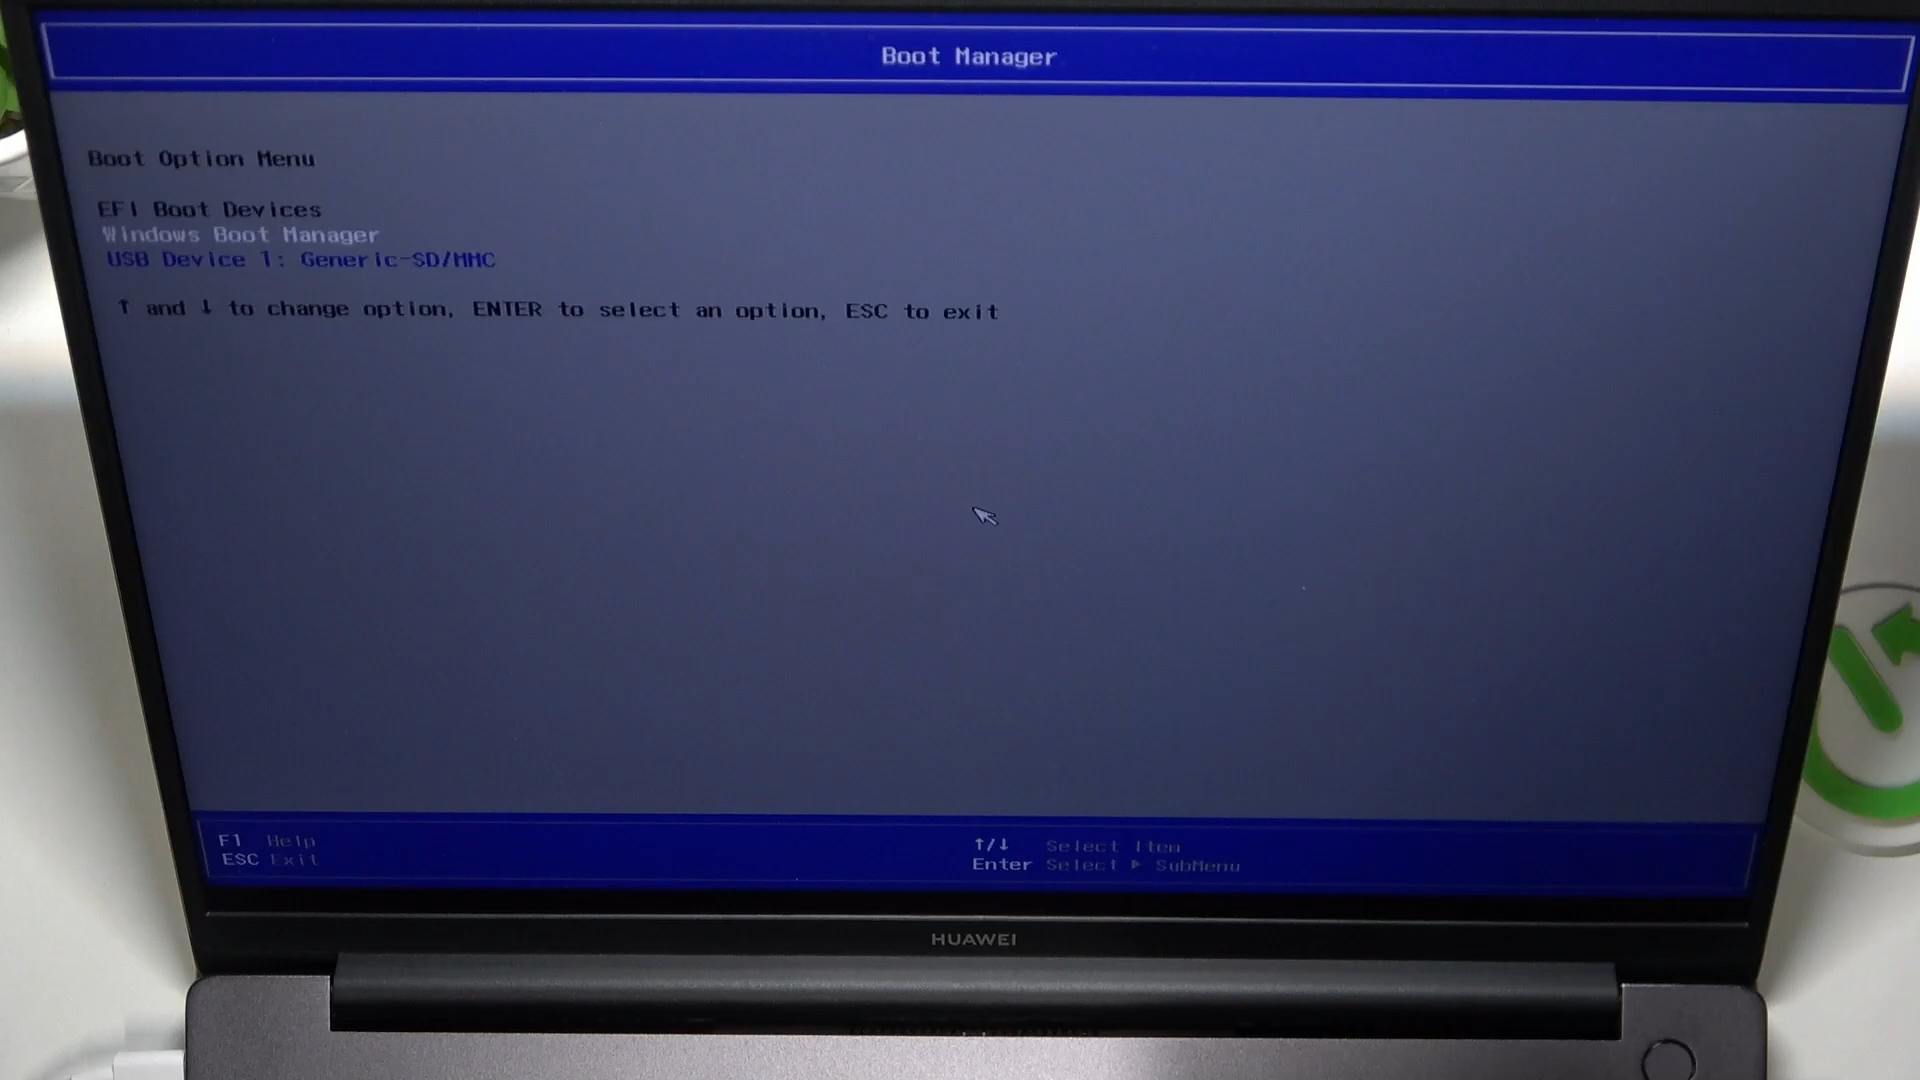 Boot Manager
Boot Option Menu
EFI Boot Devices
Windows Boot Manager
USB Device 1: Generic-SD/MMC
↑ and ↓ to change option, ENTER to select an option, ESC to exit
F1 Help
ESC Exit
↑/↓ Select Item
Enter Select ▶ SubMenu
HUAWEI